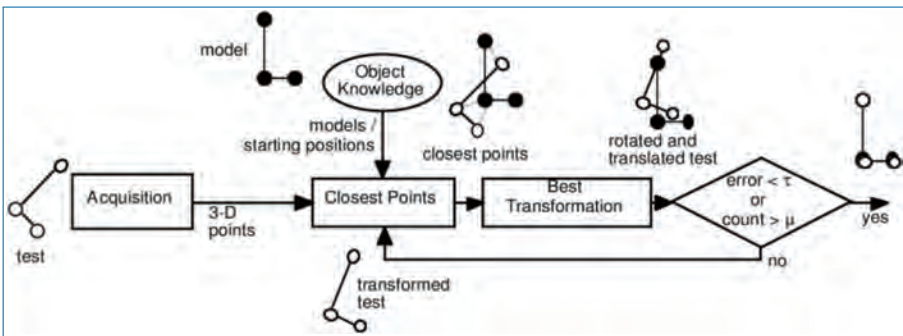 model
Object
Knowledge
models /
starting positions
closest points
rotated and
translated test
Acquisition
3-D
points
Closest Points
Best
Transformation
error < τ
or
count > μ
yes
no
test
transformed
test